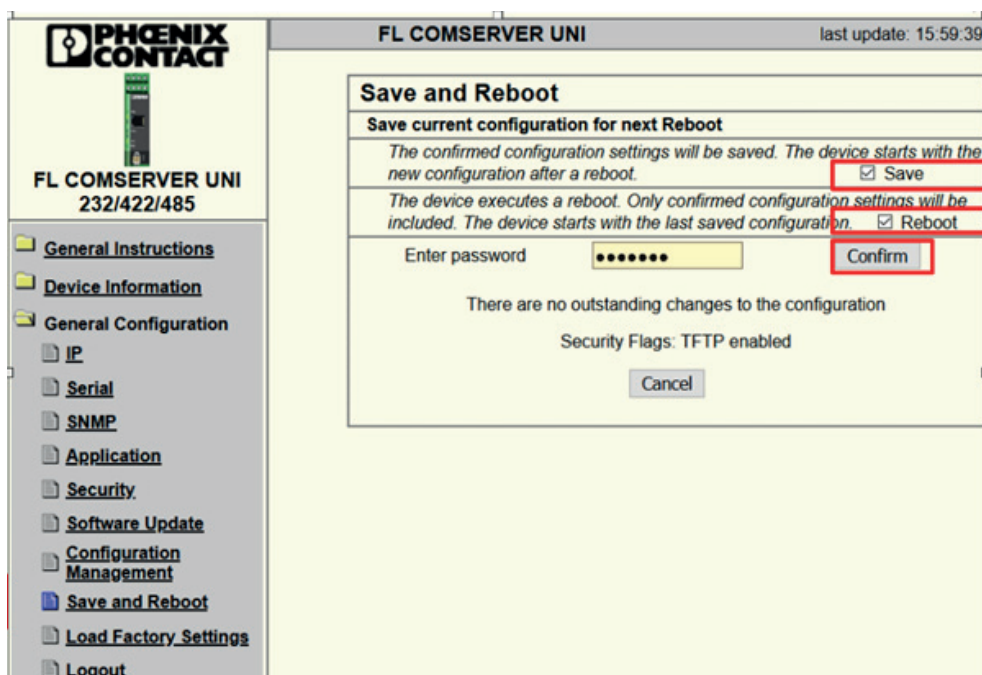 PHŒNIX
CONTACT
FL COMSERVER UNI
232/422/485
General Instructions
Device Information
General Configuration
IP
Serial
SNMP
Application
Security
Software Update
Configuration
Management
Save and Reboot
Load Factory Settings
Logout
FL COMSERVER UNI
last update: 15:59:39
Save and Reboot
Save current configuration for next Reboot
The confirmed configuration settings will be saved. The device starts with the
new configuration after a reboot.
Save
The device executes a reboot. Only confirmed configuration settings will be
included. The device starts with the last saved configuration.
Reboot
Enter password
•••••••
Confirm
There are no outstanding changes to the configuration
Security Flags: TFTP enabled
Cancel